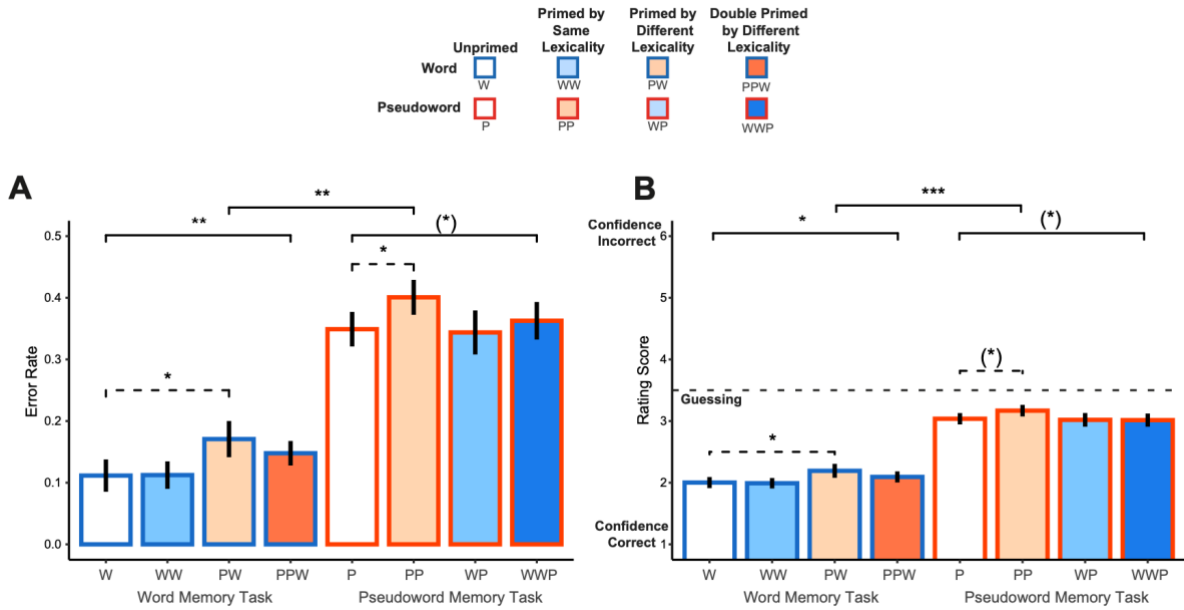 Unprimed
Primed by
Same
Lexicality
Primed by
Different
Lexicality
Double Primed
by Different
Lexicality
Word
W
WW
PW
PPW
Pseudoword
P
PP
WP
WWP
A
**
**
(*)
*
*
Error Rate
0.5
0.4
0.3
0.2
0.1
0.0
W WW PW PPW P PP WP WWP
Word Memory Task Pseudoword Memory Task
B
***
*
(*)
(*)
*
Confidence
Incorrect
Rating Score
Guessing
Confidence
Correct
6
5
4
3
2
1
W WW PW PPW P PP WP WWP
Word Memory Task Pseudoword Memory Task